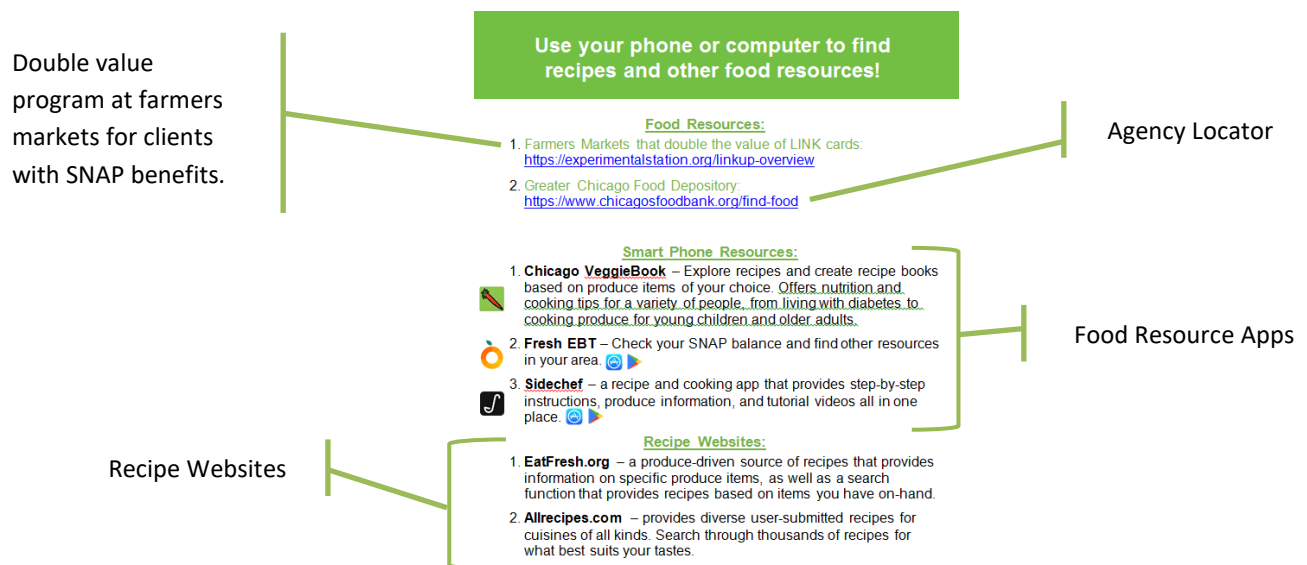 Use your phone or computer to find
recipes and other food resources!
Double value
program at farmers
markets for clients
with SNAP benefits.
Food Resources:
1. Farmers Markets that double the value of LINK cards:
https://experimentalstation.org/linkup-overview
2. Greater Chicago Food Depository:
https://www.chicagosfoodbank.org/find-food
Agency Locator
Smart Phone Resources:
1. Chicago VeggieBook – Explore recipes and create recipe books
based on produce items of your choice. Offers nutrition and
cooking tips for a variety of people, from living with diabetes to
cooking produce for young children and older adults.
2. Fresh EBT – Check your SNAP balance and find other resources
in your area.
3. Sidechef – a recipe and cooking app that provides step-by-step
instructions, produce information, and tutorial videos all in one
place.
Food Resource Apps
Recipe Websites
Recipe Websites:
1. EatFresh.org – a produce-driven source of recipes that provides
information on specific produce items, as well as a search
function that provides recipes based on items you have on-hand.
2. Allrecipes.com – provides diverse user-submitted recipes for
cuisines of all kinds. Search through thousands of recipes for
what best suits your tastes.